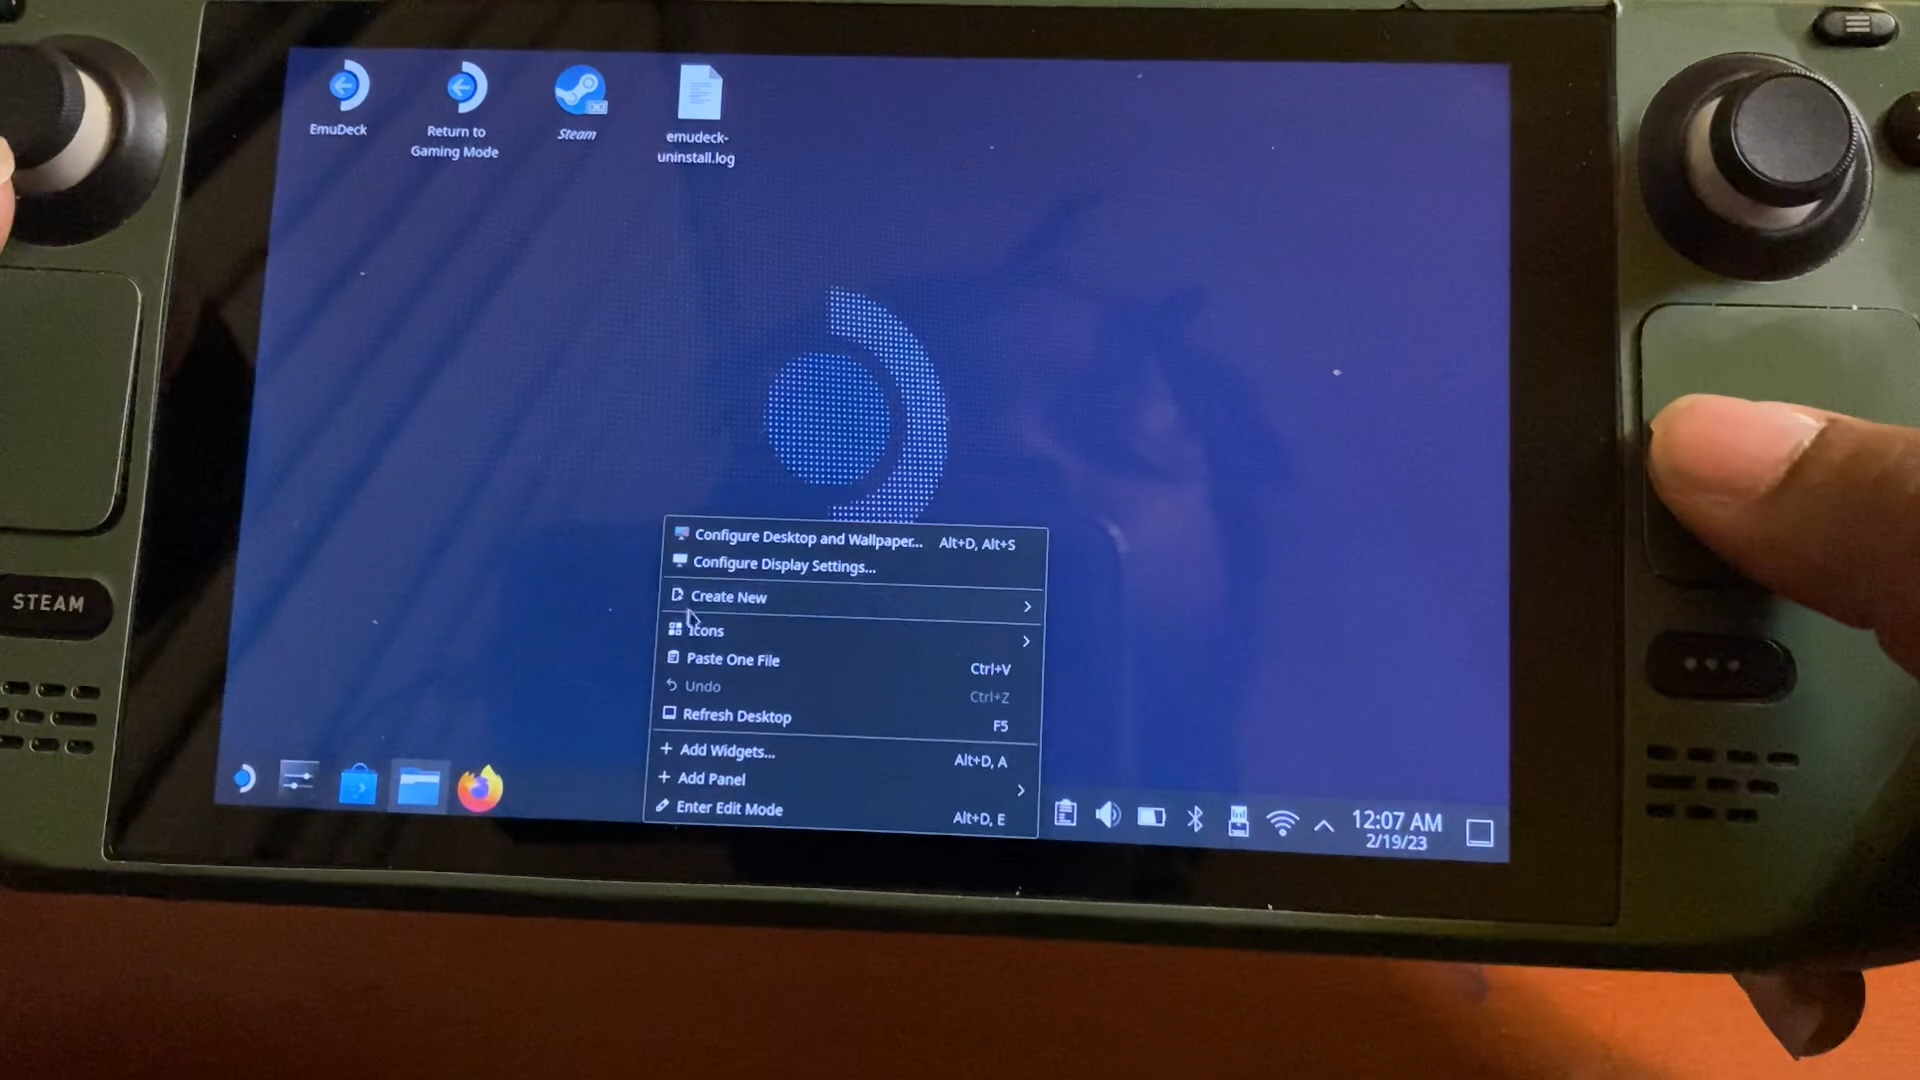 EmuDeck
Return to
Gaming Mode
Steam
emudeck-
uninstall.log
Configure Desktop and Wallpaper... Alt+D, Alt+S
Configure Display Settings...
Create New
Icons
Paste One File Ctrl+V
Undo Ctrl+Z
Refresh Desktop F5
Add Widgets... Alt+D, A
Add Panel
Enter Edit Mode Alt+D, E
12:07 AM
2/19/23
STEAM